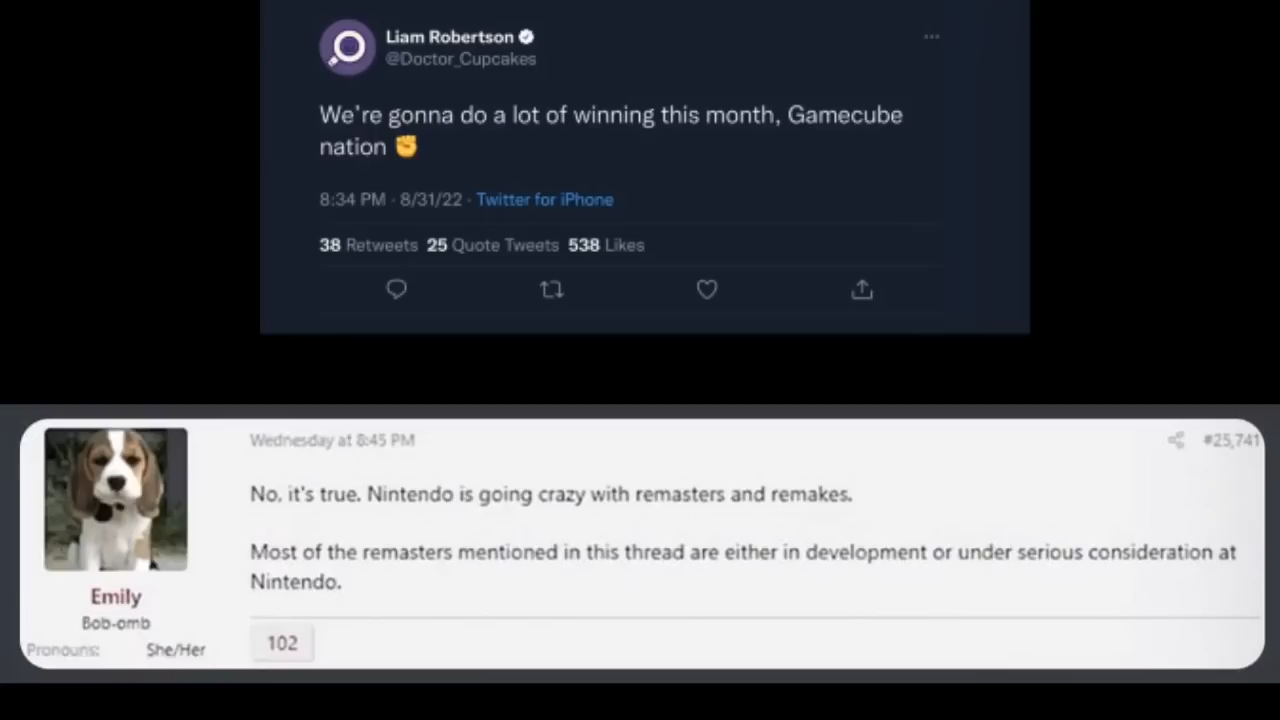 Liam Robertson
@Doctor_Cupcakes
We're gonna do a lot of winning this month, Gamecube
nation ✊
8:34 PM · 8/31/22 · Twitter for iPhone
38 Retweets 25 Quote Tweets 538 Likes
Wednesday at 8:45 PM #25,741
No, it's true. Nintendo is going crazy with remasters and remakes.
Most of the remasters mentioned in this thread are either in development or under serious consideration at
Nintendo.
Emily
Bob-omb
Pronouns: She/Her
102